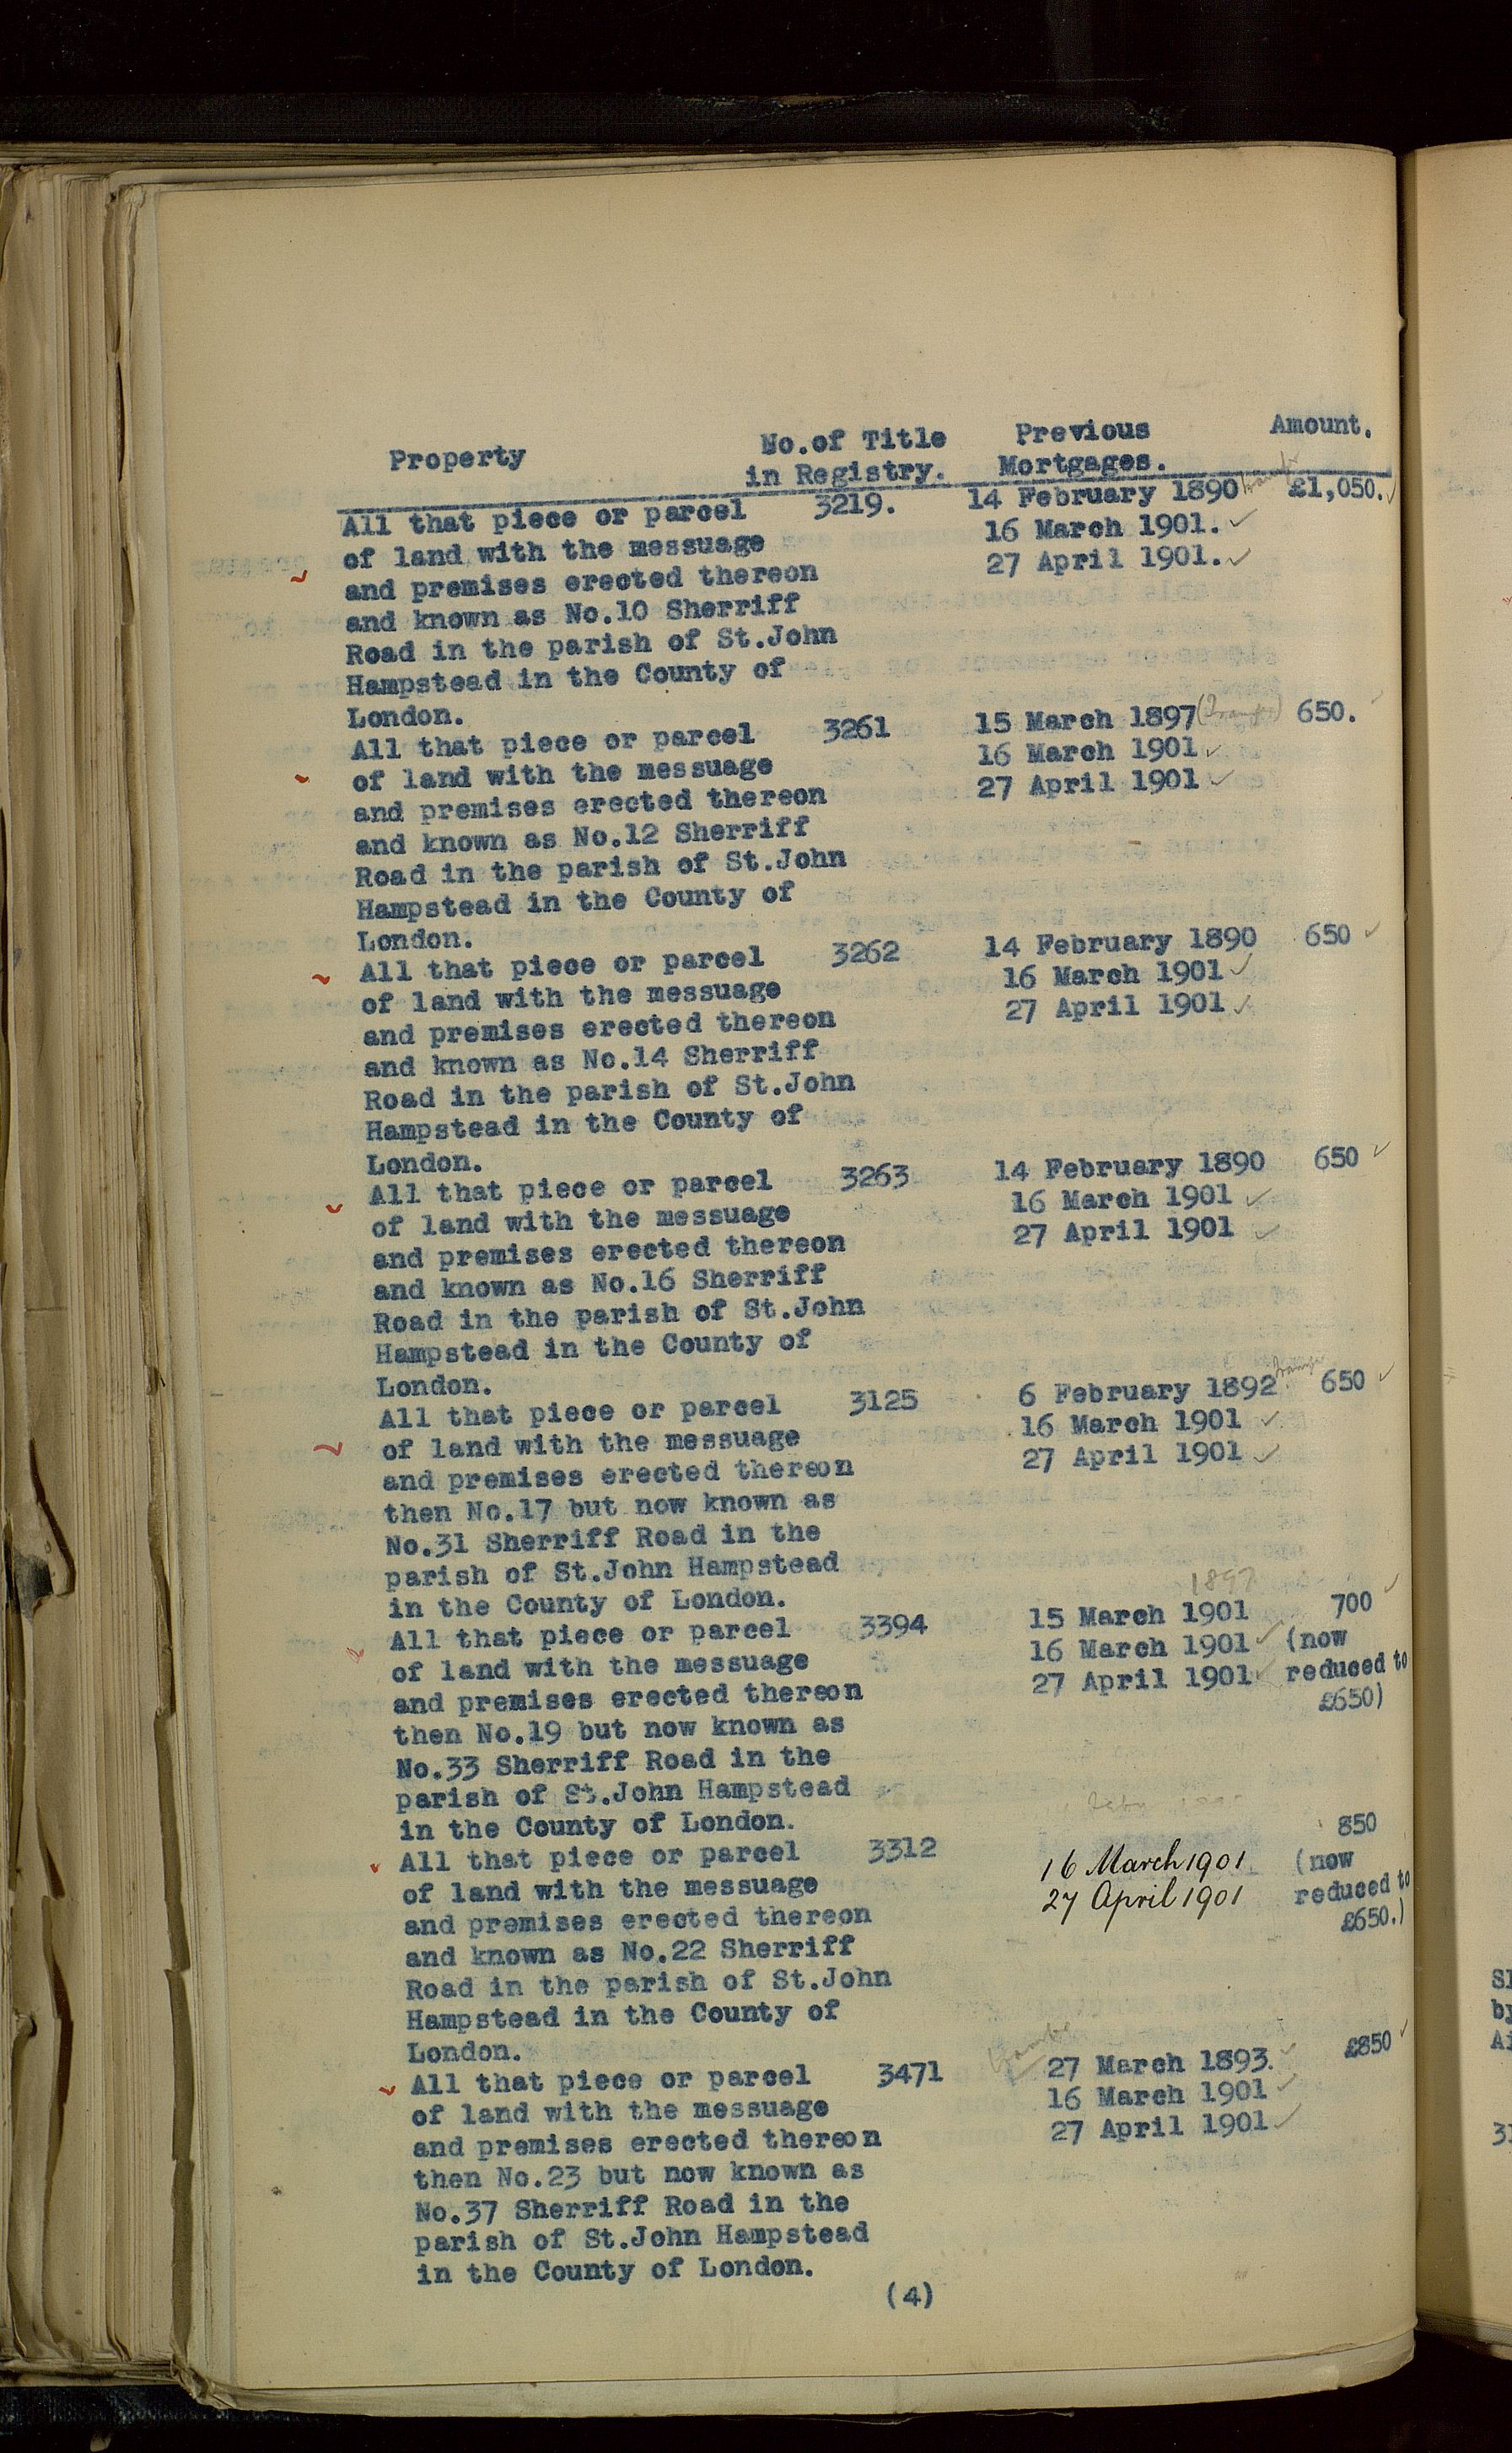 Property No.of Title in Registry. Previous Mortgages. Amount.
All that piece or parcel 3219. 14 February 1890 £1,050.
of land with the messuage 16 March 1901.
and premises erected thereon 27 April 1901.
and known as No.10 Sherriff
Road in the parish of St.John
Hampstead in the County of
London.
All that piece or parcel 3261 15 March 1897 650.
of land with the messuage 16 March 1901
and premises erected thereon 27 April 1901
and known as No.12 Sherriff
Road in the parish of St.John
Hampstead in the County of
London.
All that piece or parcel 3262 14 February 1890 650
of land with the messuage 16 March 1901
and premises erected thereon 27 April 1901
and known as No.14 Sherriff
Road in the parish of St.John
Hampstead in the County of
London.
All that piece or parcel 3263 14 February 1890 650
of land with the messuage 16 March 1901
and premises erected thereon 27 April 1901
and known as No.16 Sherriff
Road in the parish of St.John
Hampstead in the County of
London.
All that piece or parcel 3125 6 February 1892 650
of land with the messuage 16 March 1901
and premises erected thereon 27 April 1901
then No.17 but now known as
No.31 Sherriff Road in the
parish of St.John Hampstead
in the County of London.
1897
All that piece or parcel 3394 15 March 1901 700
of land with the messuage 16 March 1901 (now
and premises erected thereon 27 April 1901 reduced to
then No.19 but now known as £650)
No.33 Sherriff Road in the
parish of St.John Hampstead
in the County of London.
All that piece or parcel 3312 850
of land with the messuage 16 March 1901 (now
and premises erected thereon 27 April 1901 reduced to
and known as No.22 Sherriff £650.)
Road in the parish of St.John
Hampstead in the County of
London.
All that piece or parcel 3471 27 March 1893. £850
of land with the messuage 16 March 1901
and premises erected thereon 27 April 1901
then No.23 but now known as
No.37 Sherriff Road in the
parish of St.John Hampstead
in the County of London.
(4)